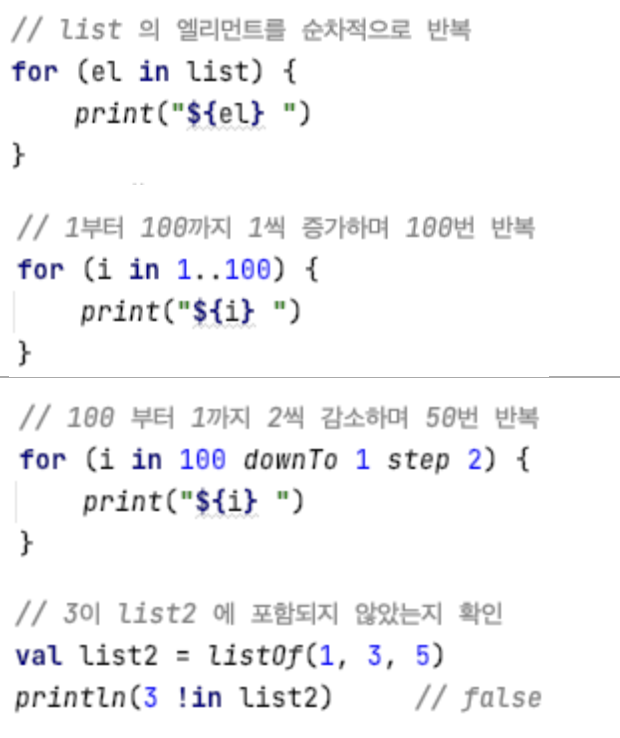 // list 의 엘리먼트를 순차적으로 반복
for (el in list) {
    print("${el} ")
}
// 1부터 100까지 1씩 증가하며 100번 반복
for (i in 1..100) {
    print("${i} ")
}
// 100 부터 1까지 2씩 감소하며 50번 반복
for (i in 100 downTo 1 step 2) {
    print("${i} ")
}
// 3이 list2 에 포함되지 않았는지 확인
val list2 = listOf(1, 3, 5)
println(3 !in list2)     // false